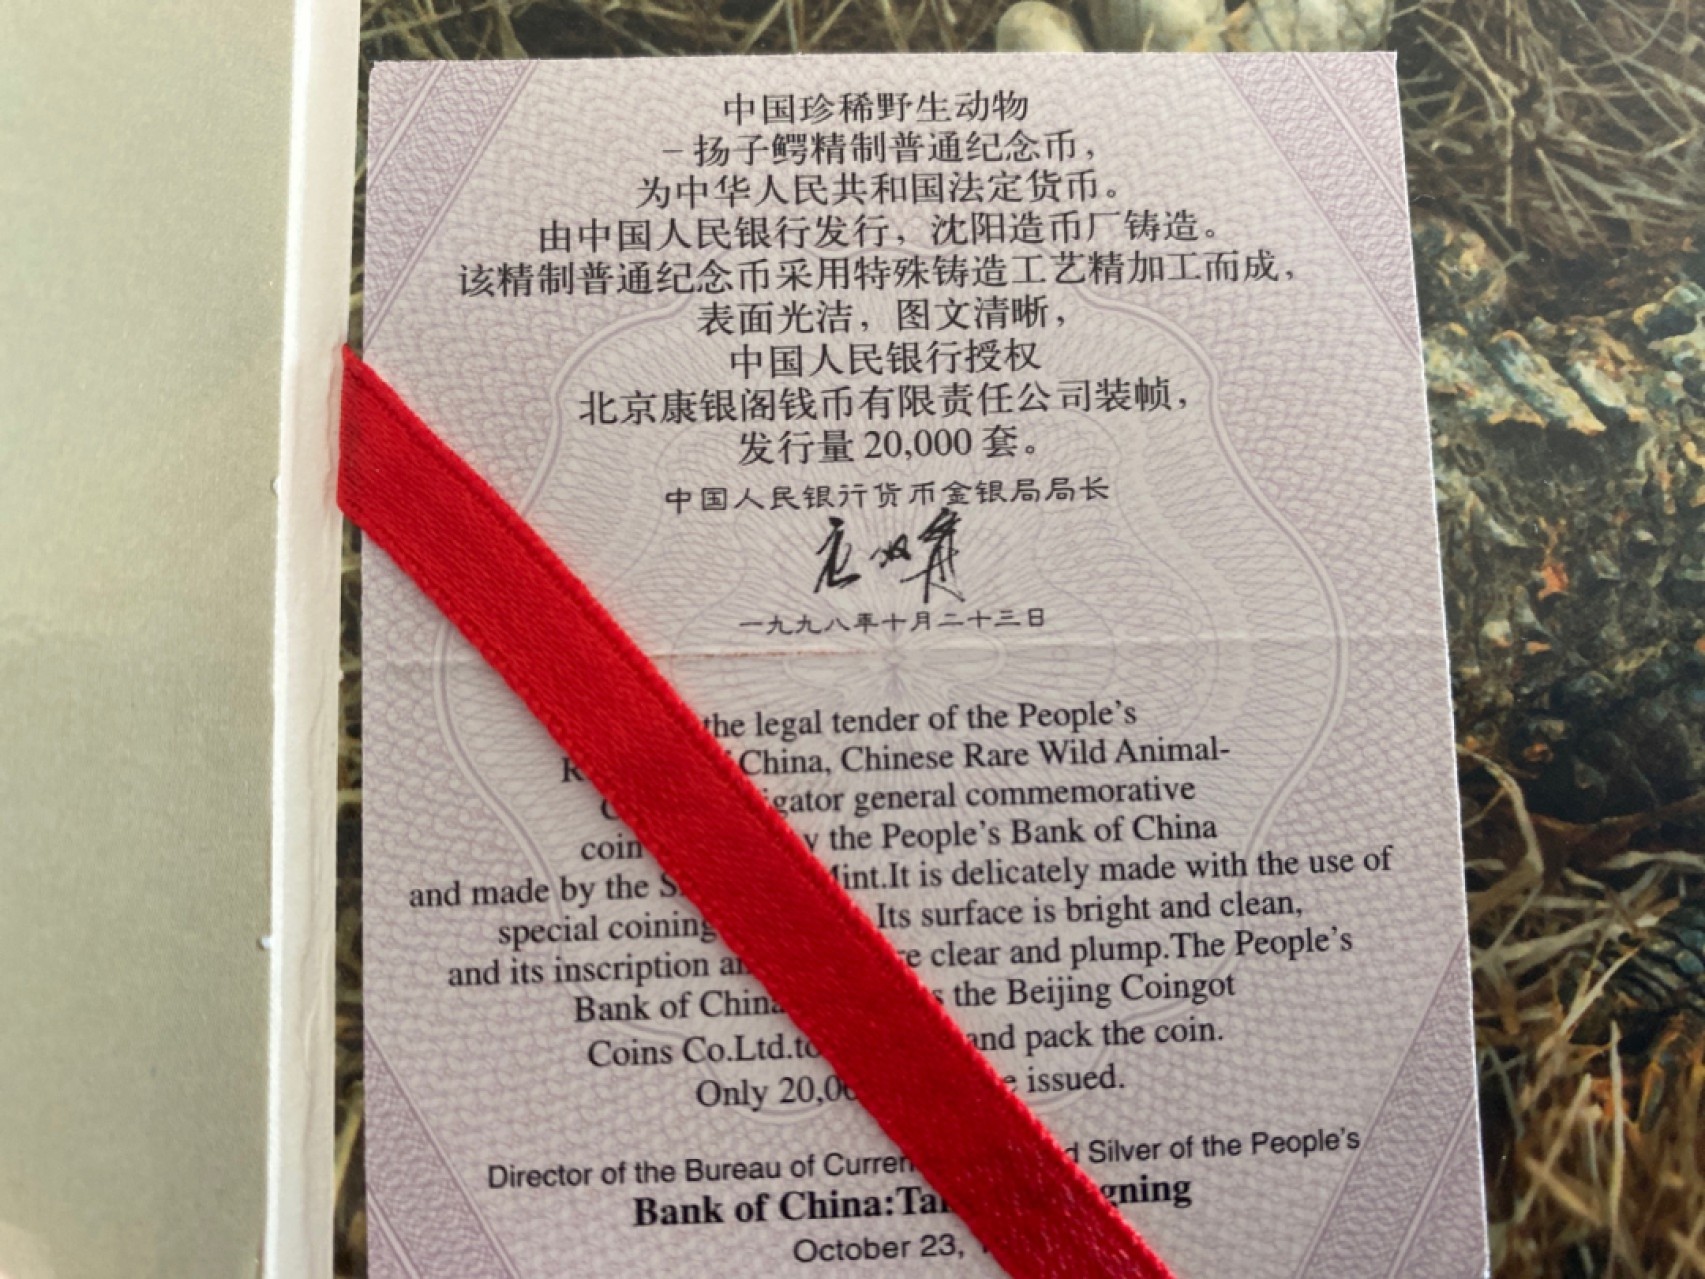 中国珍稀野生动物
–扬子鳄精制普通纪念币，
为中华人民共和国法定货币。
由中国人民银行发行，沈阳造币厂铸造。
该精制普通纪念币采用特殊铸造工艺精加工而成，
表面光洁，图文清晰，
中国人民银行授权
北京康银阁钱币有限责任公司装帧，
发行量 20,000 套。
中国人民银行货币金银局局长
一九九八年十月二十三日
the legal tender of the People's
China, Chinese Rare Wild Animal-
general commemorative
coin the People's Bank of China
and made by the It is delicately made with the use of
special coining Its surface is bright and clean,
and its inscription clear and plump.The People's
Bank of China the Beijing Coingot
Coins Co.Ltd. and pack the coin.
Only issued.
Director of the Bureau of Silver of the People's
Bank of China:
October 23,